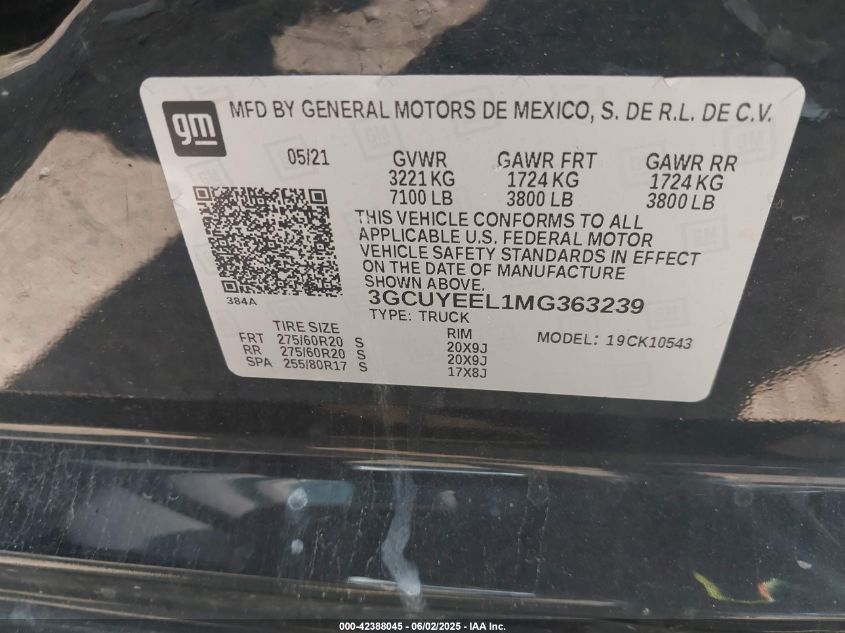 gm MFD BY GENERAL MOTORS DE MEXICO, S. DE R.L. DE C.V.
05/21 GVWR GAWR FRT GAWR RR
3221 KG 1724 KG 1724 KG
7100 LB 3800 LB 3800 LB
THIS VEHICLE CONFORMS TO ALL
APPLICABLE U.S. FEDERAL MOTOR
VEHICLE SAFETY STANDARDS IN EFFECT
ON THE DATE OF MANUFACTURE
SHOWN ABOVE.
384A 3GCUYEEL1MG363239
TYPE: TRUCK
TIRE SIZE RIM MODEL: 19CK10543
FRT 275/60R20 S 20X9J
RR 275/60R20 S 20X9J
SPA 255/80R17 S 17X8J
000-42388045 - 06/02/2025 - IAA Inc.